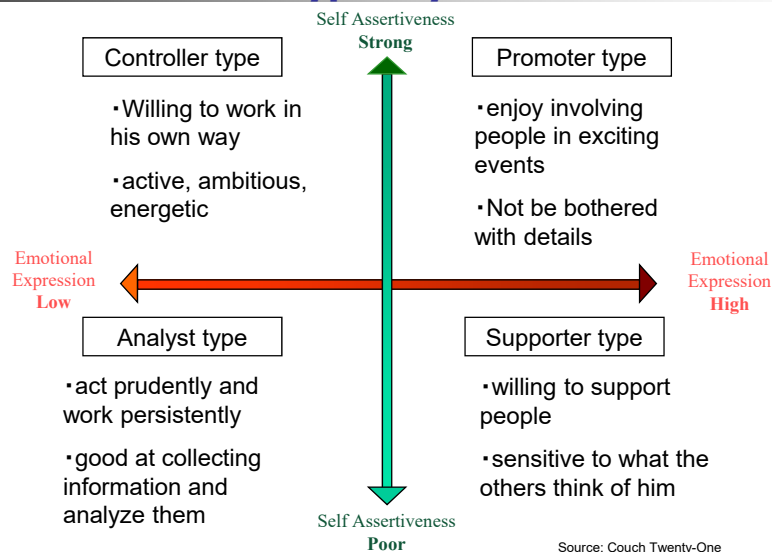 Self Assertiveness
Strong
Controller type
・Willing to work in
his own way
・active, ambitious,
energetic
Promoter type
・enjoy involving
people in exciting
events
・Not be bothered
with details
Emotional
Expression
Low
Emotional
Expression
High
Analyst type
・act prudently and
work persistently
・good at collecting
information and
analyze them
Supporter type
・willing to support
people
・sensitive to what the
others think of him
Self Assertiveness
Poor
Source: Couch Twenty-One